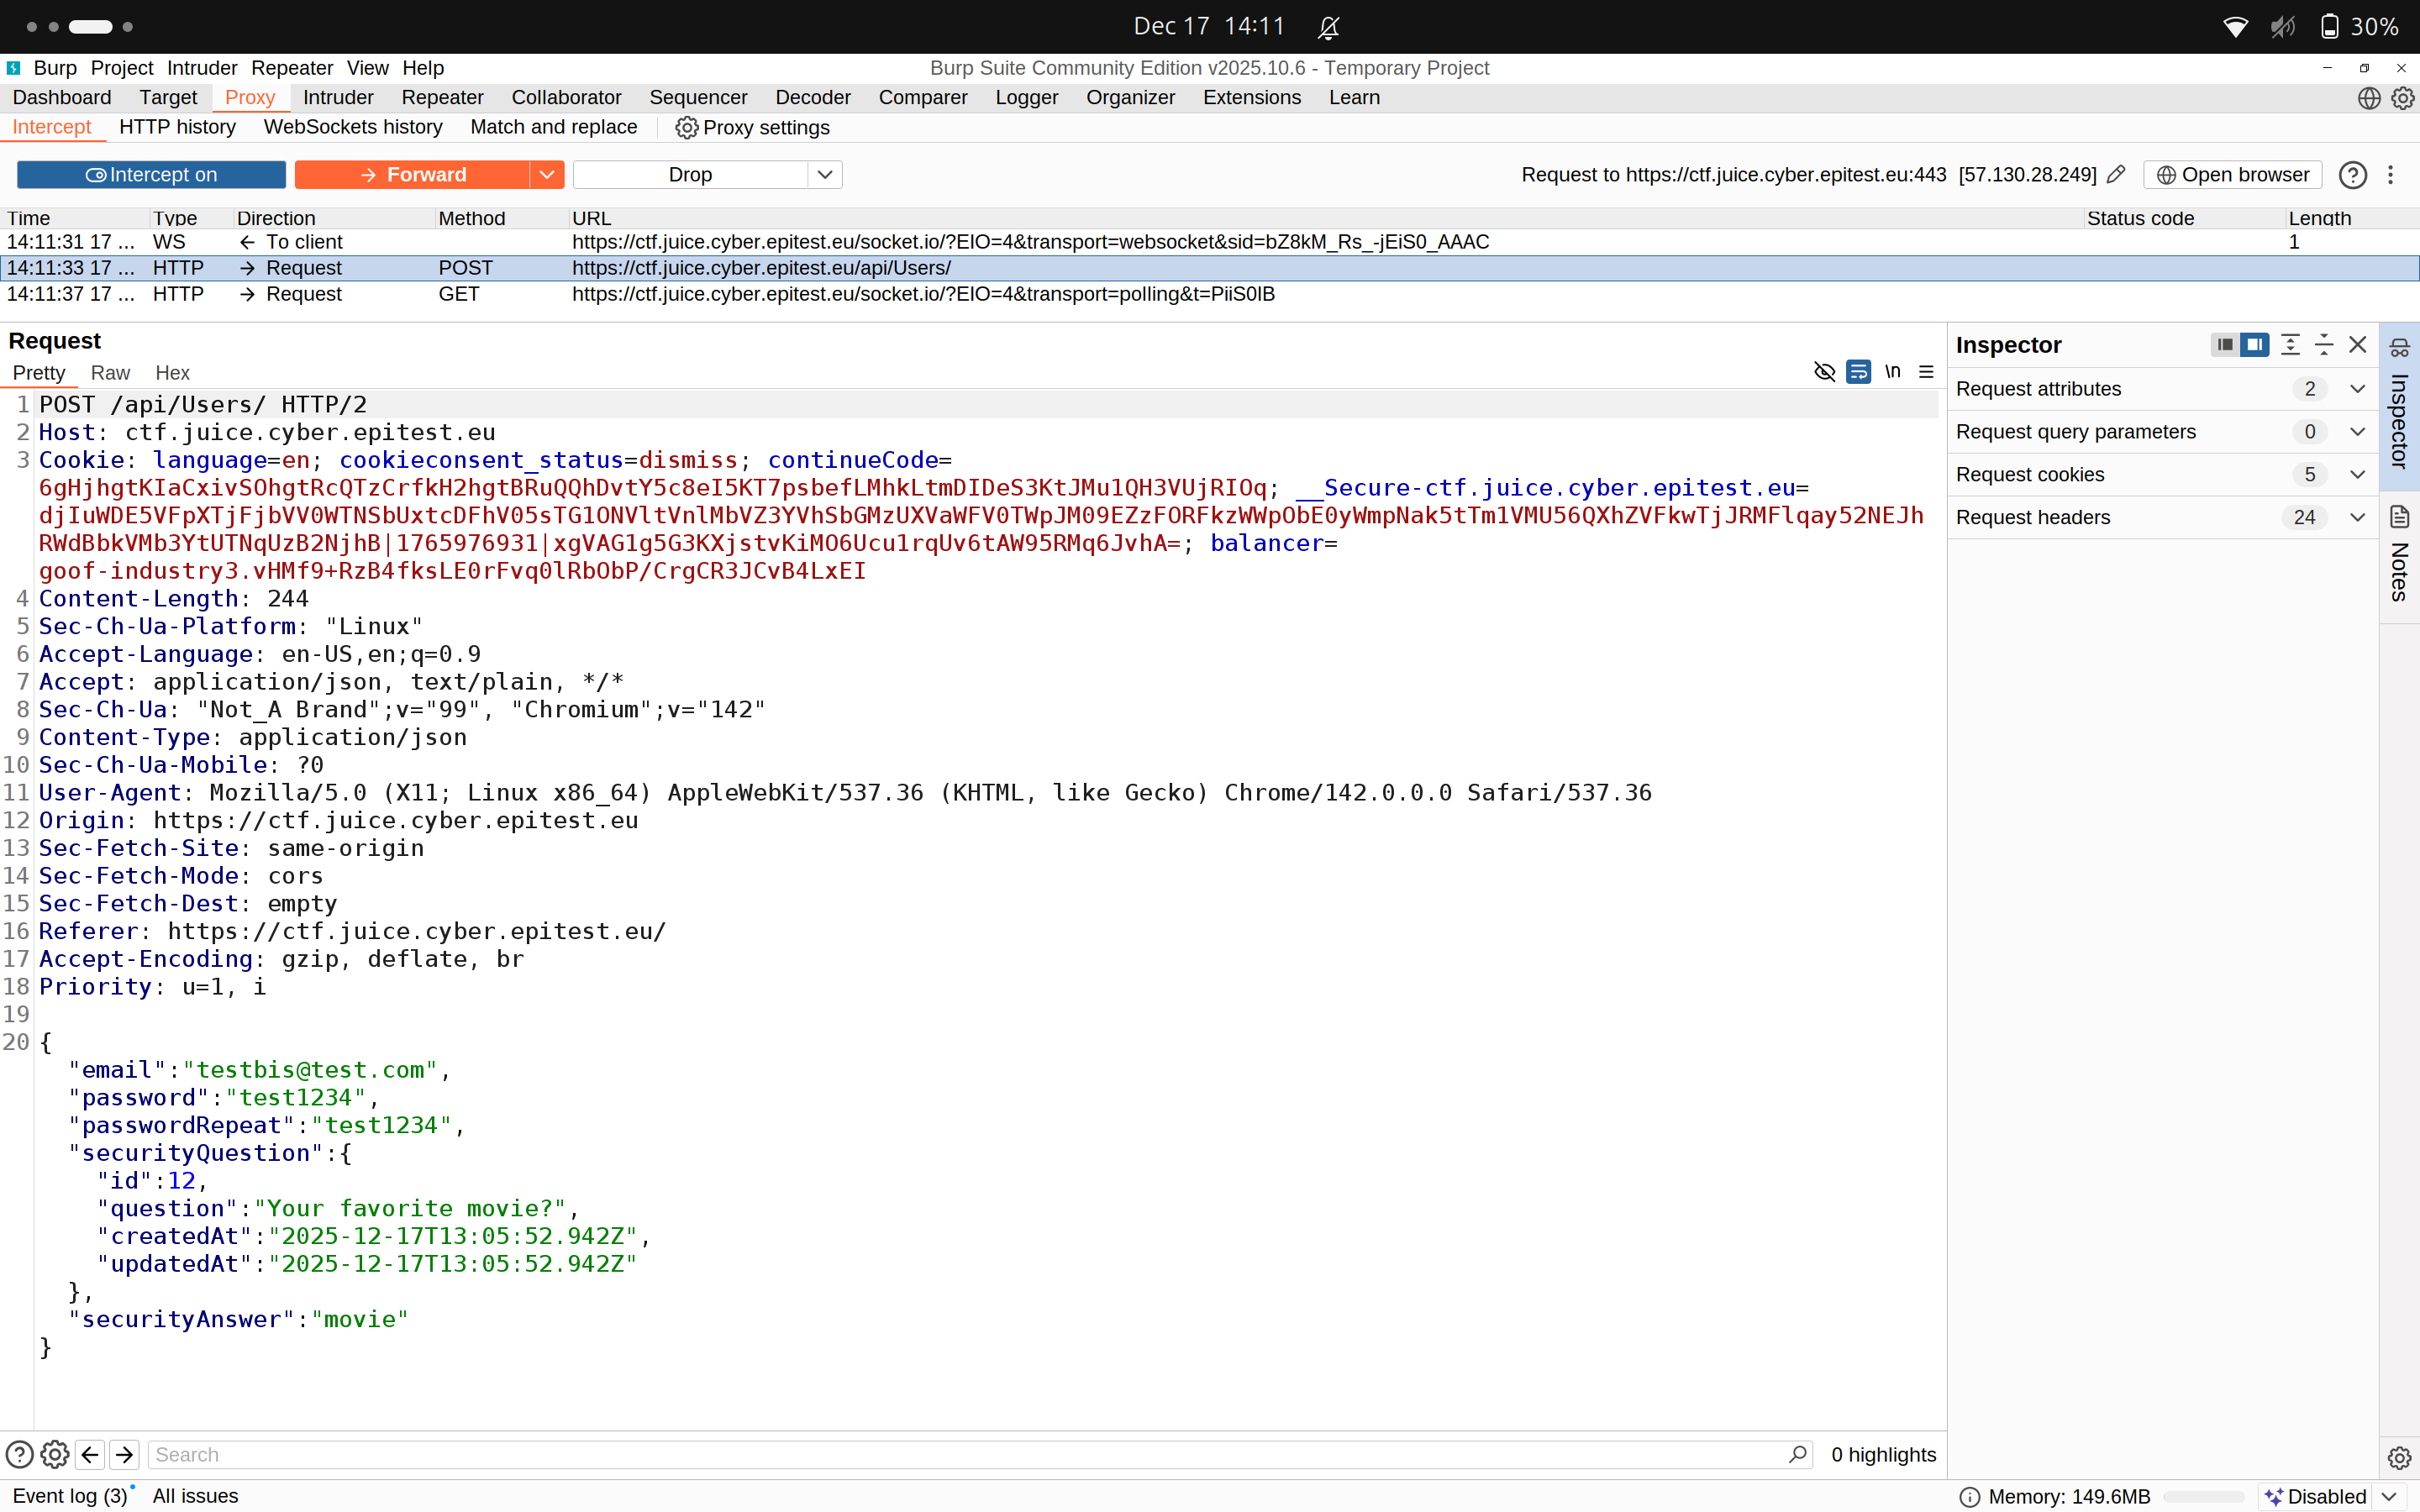 Dec 17 14:11
30%
Burp Project Intruder Repeater View Help
Burp Suite Community Edition v2025.10.6 - Temporary Project
Dashboard Target Proxy Intruder Repeater Collaborator Sequencer Decoder Comparer Logger Organizer Extensions Learn
Intercept HTTP history WebSockets history Match and replace Proxy settings
Intercept on Forward Drop Request to https://ctf.juice.cyber.epitest.eu:443 [57.130.28.249] Open browser
Time Type Direction Method URL Status code Length
14:11:31 17 ... WS ← To client https://ctf.juice.cyber.epitest.eu/socket.io/?EIO=4&transport=websocket&sid=bZ8kM_Rs_-jEiS0_AAAC 1
14:11:33 17 ... HTTP → Request POST https://ctf.juice.cyber.epitest.eu/api/Users/
14:11:37 17 ... HTTP → Request GET https://ctf.juice.cyber.epitest.eu/socket.io/?EIO=4&transport=polling&t=PiiS0IB
Request
Pretty Raw Hex
\n
1 POST /api/Users/ HTTP/2
2 Host: ctf.juice.cyber.epitest.eu
3 Cookie: language=en; cookieconsent_status=dismiss; continueCode=
6gHjhgtKIaCxivSOhgtRcQTzCrfkH2hgtBRuQQhDvtY5c8eI5KT7psbefLMhkLtmDIDeS3KtJMu1QH3VUjRIOq; __Secure-ctf.juice.cyber.epitest.eu=
djIuWDE5VFpXTjFjbVV0WTNSbUxtcDFhV05sTG1ONVltVnlMbVZ3YVhSbGMzUXVaWFV0TWpJM09EZzFORFkzWWpObE0yWmpNak5tTm1VMU56QXhZVFkwTjJRMFlqay52NEJh
RWdBbkVMb3YtUTNqUzB2NjhB|1765976931|xgVAG1g5G3KXjstvKiMO6Ucu1rqUv6tAW95RMq6JvhA=; balancer=
goof-industry3.vHMf9+RzB4fksLE0rFvq0lRbObP/CrgCR3JCvB4LxEI
4 Content-Length: 244
5 Sec-Ch-Ua-Platform: "Linux"
6 Accept-Language: en-US,en;q=0.9
7 Accept: application/json, text/plain, */*
8 Sec-Ch-Ua: "Not_A Brand";v="99", "Chromium";v="142"
9 Content-Type: application/json
10 Sec-Ch-Ua-Mobile: ?0
11 User-Agent: Mozilla/5.0 (X11; Linux x86_64) AppleWebKit/537.36 (KHTML, like Gecko) Chrome/142.0.0.0 Safari/537.36
12 Origin: https://ctf.juice.cyber.epitest.eu
13 Sec-Fetch-Site: same-origin
14 Sec-Fetch-Mode: cors
15 Sec-Fetch-Dest: empty
16 Referer: https://ctf.juice.cyber.epitest.eu/
17 Accept-Encoding: gzip, deflate, br
18 Priority: u=1, i
19
20 {
"email":"testbis@test.com",
"password":"test1234",
"passwordRepeat":"test1234",
"securityQuestion":{
"id":12,
"question":"Your favorite movie?",
"createdAt":"2025-12-17T13:05:52.942Z",
"updatedAt":"2025-12-17T13:05:52.942Z"
},
"securityAnswer":"movie"
}
Inspector
Request attributes 2
Request query parameters 0
Request cookies 5
Request headers 24
Inspector
Notes
Search
0 highlights
Event log (3) All issues
Memory: 149.6MB
Disabled